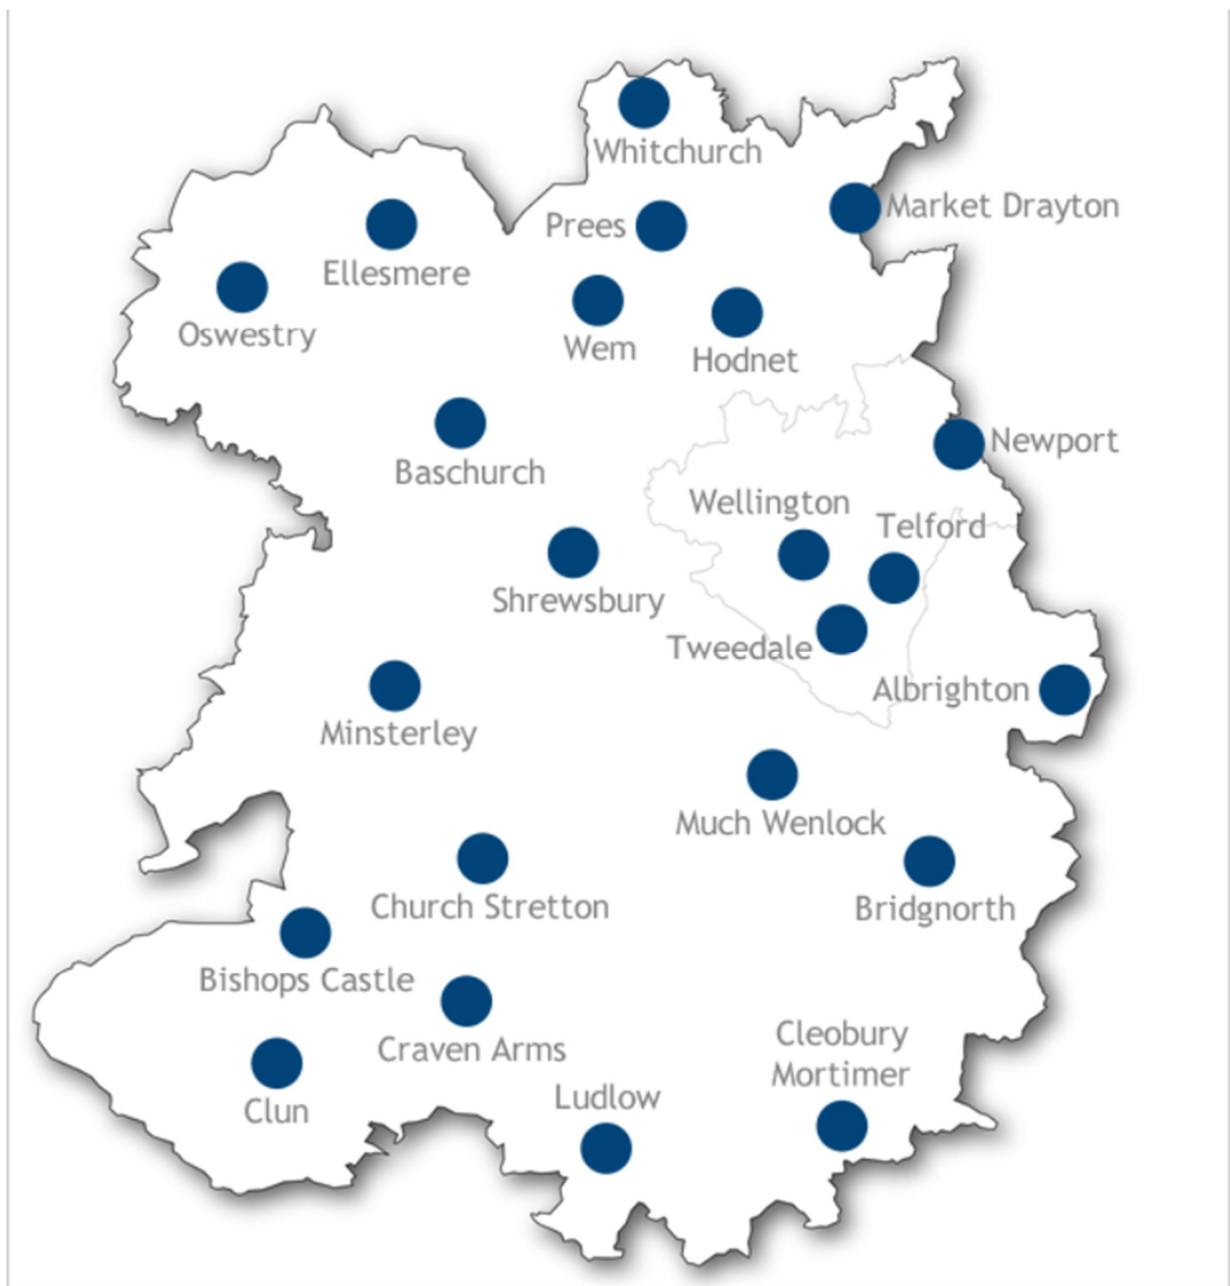 Whitchurch
Market Drayton
Prees
Ellesmere
Oswestry
Wem
Hodnet
Newport
Baschurch
Wellington
Telford
Shrewsbury
Tweedale
Albrighton
Minsterley
Much Wenlock
Church Stretton
Bridgnorth
Bishops Castle
Craven Arms
Cleobury
Mortimer
Ludlow
Clun